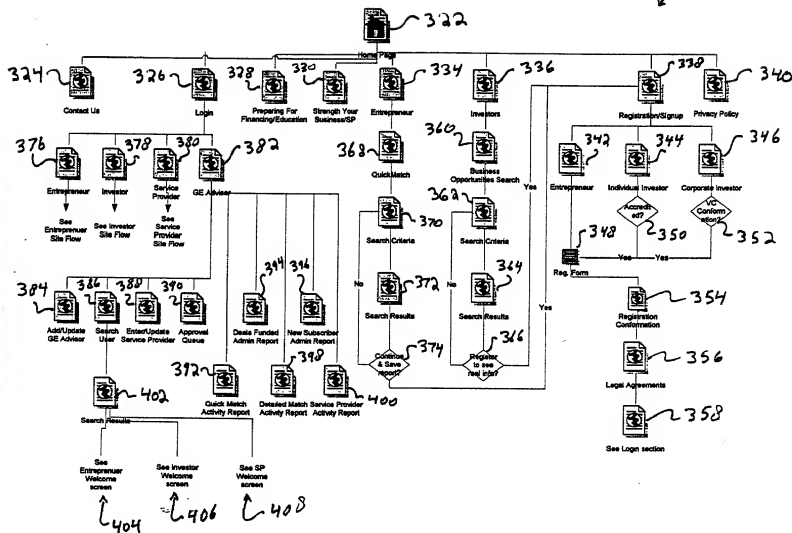 322
Home Page
324
326
328
330
334
336
338
340
Contact Us
Login
Preparing For
Financing/Education
Strength Your
Business/SP
Entrepreneur
Investors
Registration/Signup
Privacy Policy
376
378
380
382
368
360
342
344
346
Entrepreneur
Investor
Service
Provider
GE Advisor
QuickMatch
Business
Opportunities Search
Yes
Entrepreneur
Individual Investor
Corporate Investor
See
Entrepreneur
Site Flow
See Investor
Site Flow
See
Service
Provider
Site Flow
370
362
Accredit
ed?
350
VC
Conform
ation?
352
348
Search Criteria
Search Criteria
Yes
Yes
Reg. Form
384
386
388
390
394
396
No
372
No
364
Yes
354
Add/Update
GE Advisor
Search
User
Enter/Update
Service Provider
Approval
Queue
Deals Funded
Admin Report
New Subscriber
Admin Report
Search Results
Search Results
Registration
Conformation
392
398
400
Continue
& Save
report?
374
Register
to see
real info?
366
356
402
Quick Match
Activity Report
Detailed Match
Activity Report
Service Provider
Activity Report
Legal Agreements
Search Results
358
See Login section
See
Entreprenuer
Welcome
screen
See Investor
Welcome
screen
See SP
Welcome
screen
404
406
408